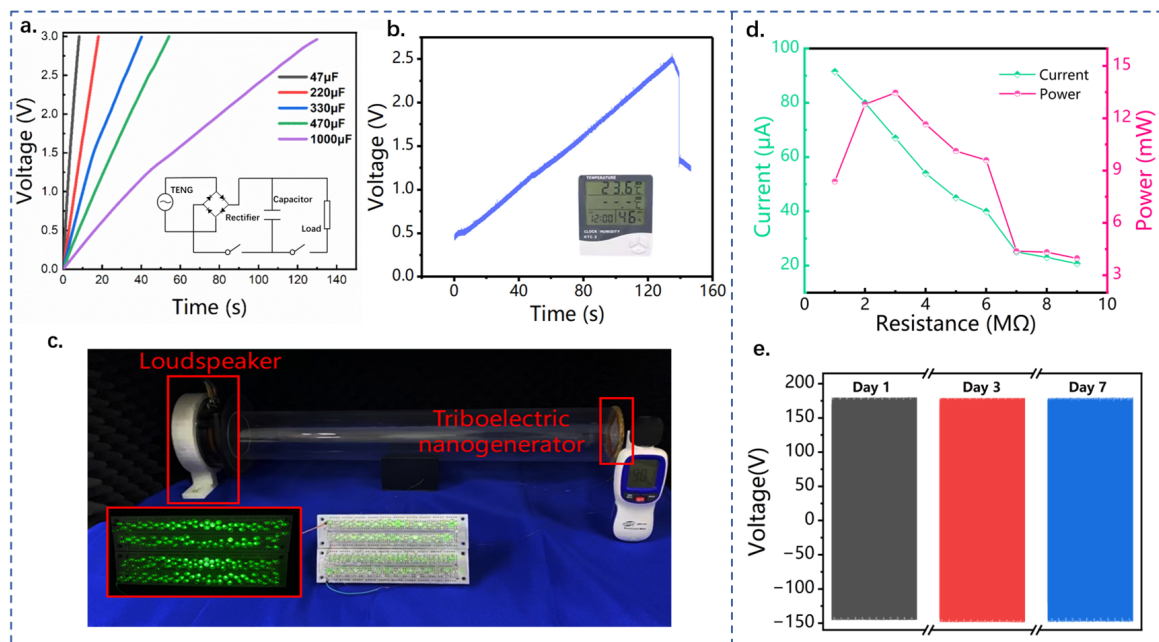 a.
Voltage (V)
3.0
2.5
2.0
1.5
1.0
0.5
0.0
47μF
220μF
330μF
470μF
1000μF
TENG
Rectifier
Capacitor
Load
0 20 40 60 80 100 120 140
Time (s)
b.
Voltage (V)
2.5
2.0
1.5
1.0
0.5
0.0
TEMPERATURE
23.6
12:00
46
CLOCK / HUMIDITY
HTC-1
0 40 80 120 160
Time (s)
c.
Loudspeaker
Triboelectric
nanogenerator
d.
Current (μA)
100
80
60
40
20
Current
Power
15
12
9
6
3
Power (mW)
0 2 4 6 8 10
Resistance (MΩ)
e.
Voltage(V)
200
150
100
50
0
−50
−100
−150
Day 1
Day 3
Day 7